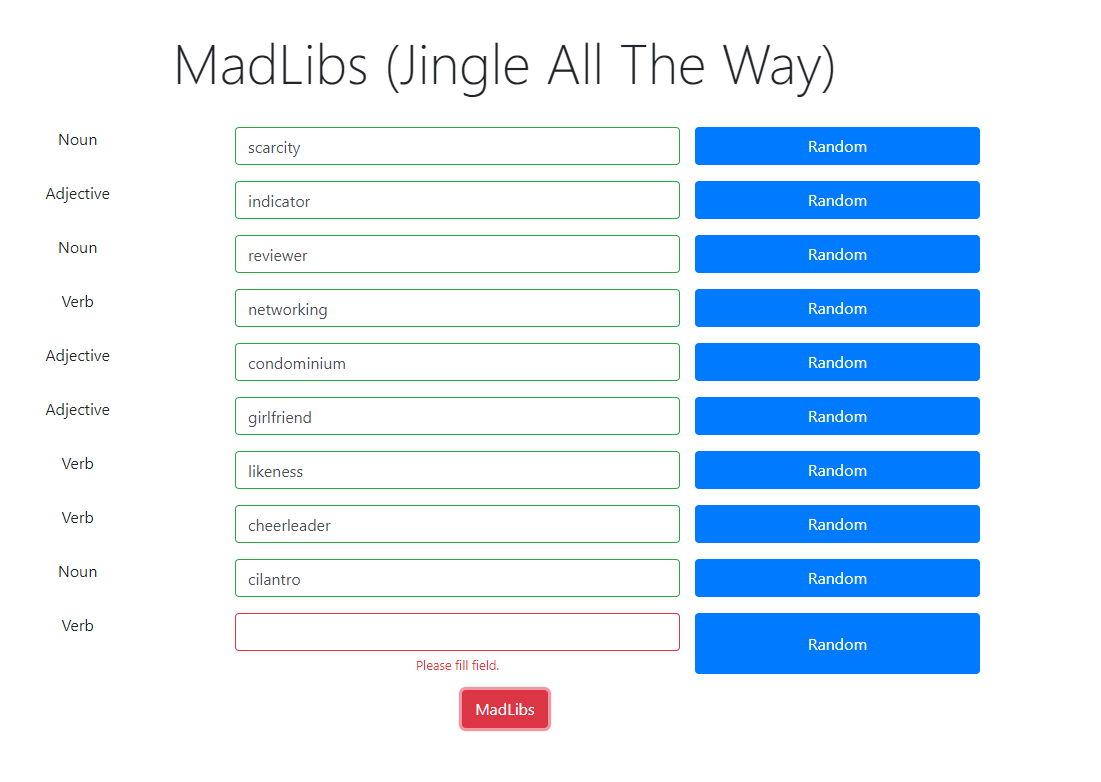 MadLibs (Jingle All The Way)
Noun scarcity Random
Adjective indicator Random
Noun reviewer Random
Verb networking Random
Adjective condominium Random
Adjective girlfriend Random
Verb likeness Random
Verb cheerleader Random
Noun cilantro Random
Verb Random
Please fill field.
MadLibs